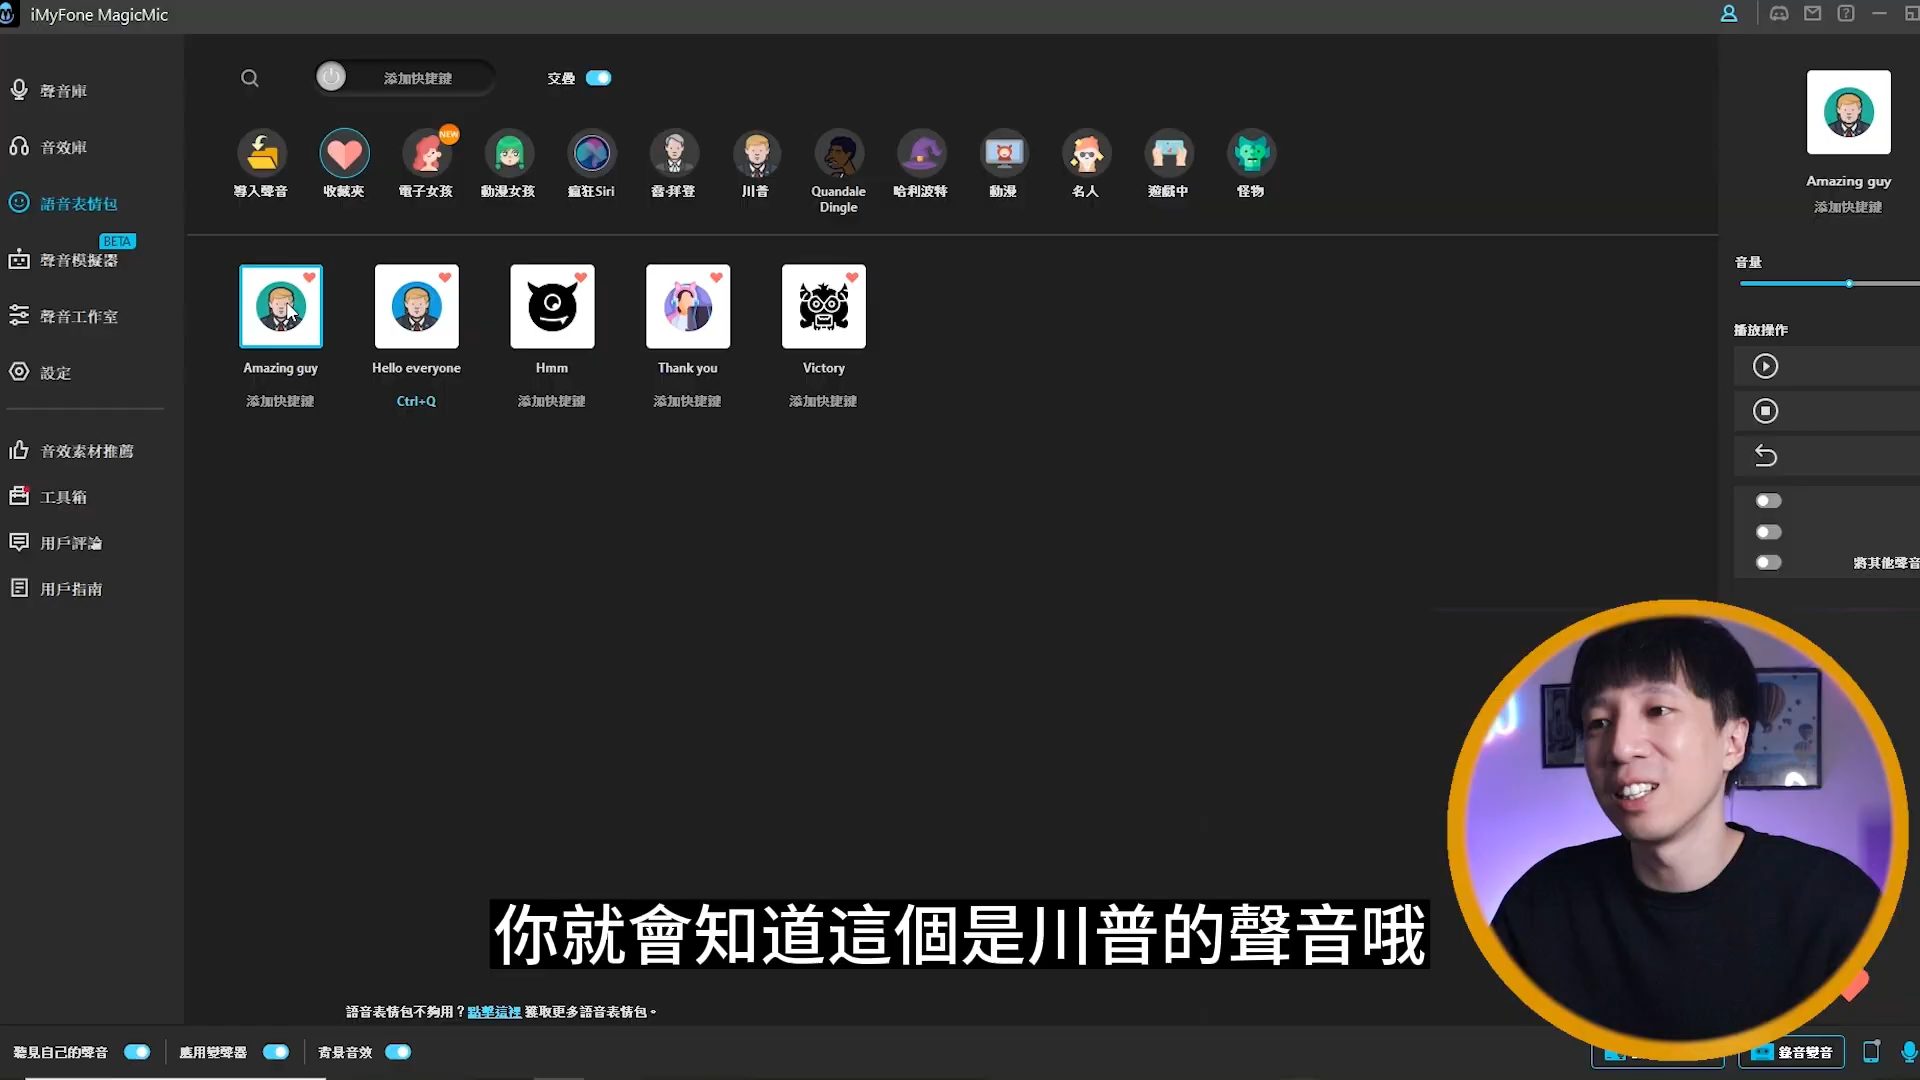 iMyFone MagicMic
聲音庫
音效庫
語音表情包
BETA
聲音模擬器
聲音工作室
設定
音效素材推薦
工具箱
用戶評論
用戶指南
添加快捷鍵
交疊
導入聲音
收藏夾
NEW
電子女孩
動漫女孩
瘋狂Siri
喬·拜登
川普
Quandale
Dingle
哈利波特
動漫
名人
遊戲中
怪物
Amazing guy
添加快捷鍵
Hello everyone
Ctrl+Q
Hmm
添加快捷鍵
Thank you
添加快捷鍵
Victory
添加快捷鍵
Amazing guy
添加快捷鍵
音量
播放操作
將其他聲音
你就會知道這個是川普的聲音哦
語音表情包不夠用？點擊這裡 獲取更多語音表情包。
聽見自己的聲音
應用變聲器
背景音效
錄音變音